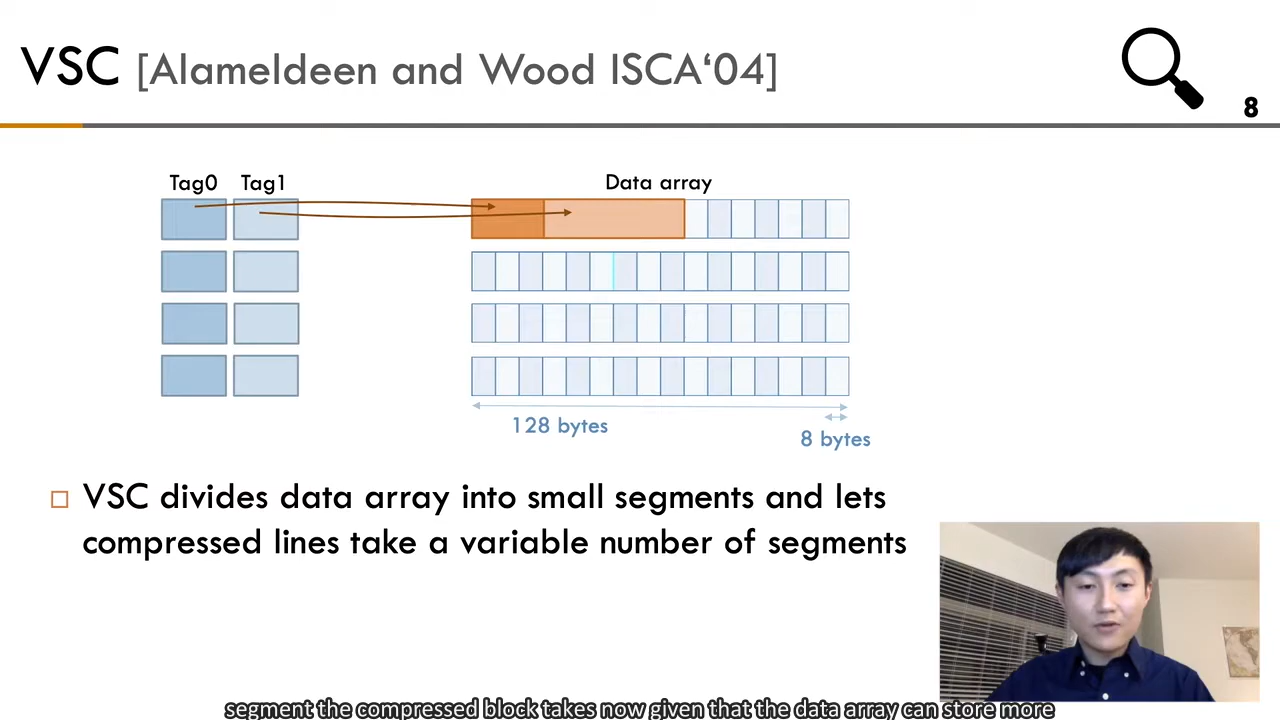 VSC [Alameldeen and Wood ISCA‘04]
8
Tag0 Tag1 Data array
128 bytes
8 bytes
VSC divides data array into small segments and lets
compressed lines take a variable number of segments
segment the compressed block takes now given that the data array can store more